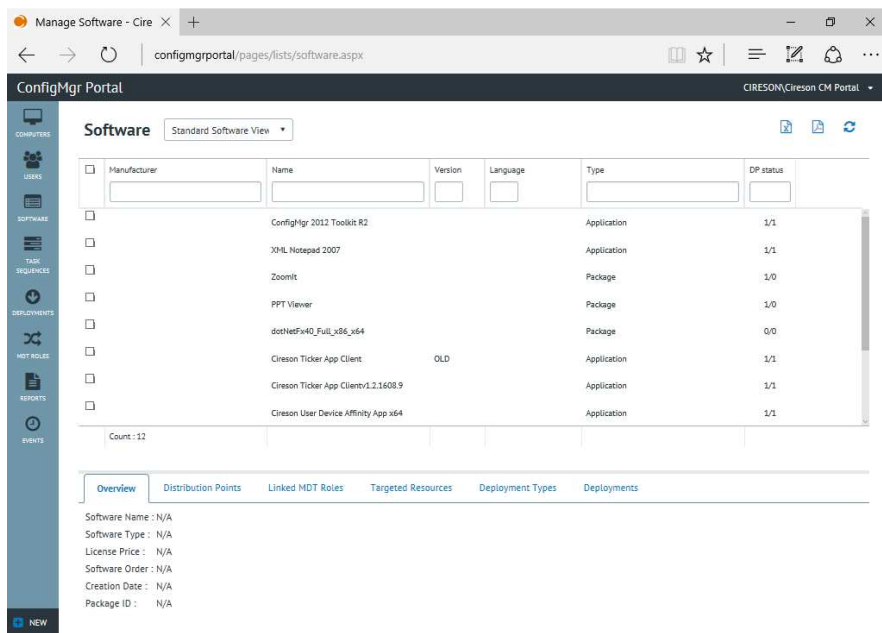 Manage Software - Cire
configmgrportal/pages/lists/software.aspx
ConfigMgr Portal
CIRESON\Cireson CM Portal
COMPUTERS
USERS
SOFTWARE
TASK
SEQUENCES
DEPLOYMENTS
MDT ROLES
REPORTS
EVENTS
NEW
Software
Standard Software View
Manufacturer Name Version Language Type DP status
ConfigMgr 2012 Toolkit R2 Application 1/1
XML Notepad 2007 Application 1/1
ZoomIt Package 1/0
PPT Viewer Package 1/0
dotNetFx40_Full_x86_x64 Package 0/0
Cireson Ticker App Client OLD Application 1/1
Cireson Ticker App Clientv1.2.1608.9 Application 1/1
Cireson User Device Affinity App x64 Application 1/1
Count : 12
Overview Distribution Points Linked MDT Roles Targeted Resources Deployment Types Deployments
Software Name : N/A
Software Type : N/A
License Price : N/A
Software Order : N/A
Creation Date : N/A
Package ID : N/A